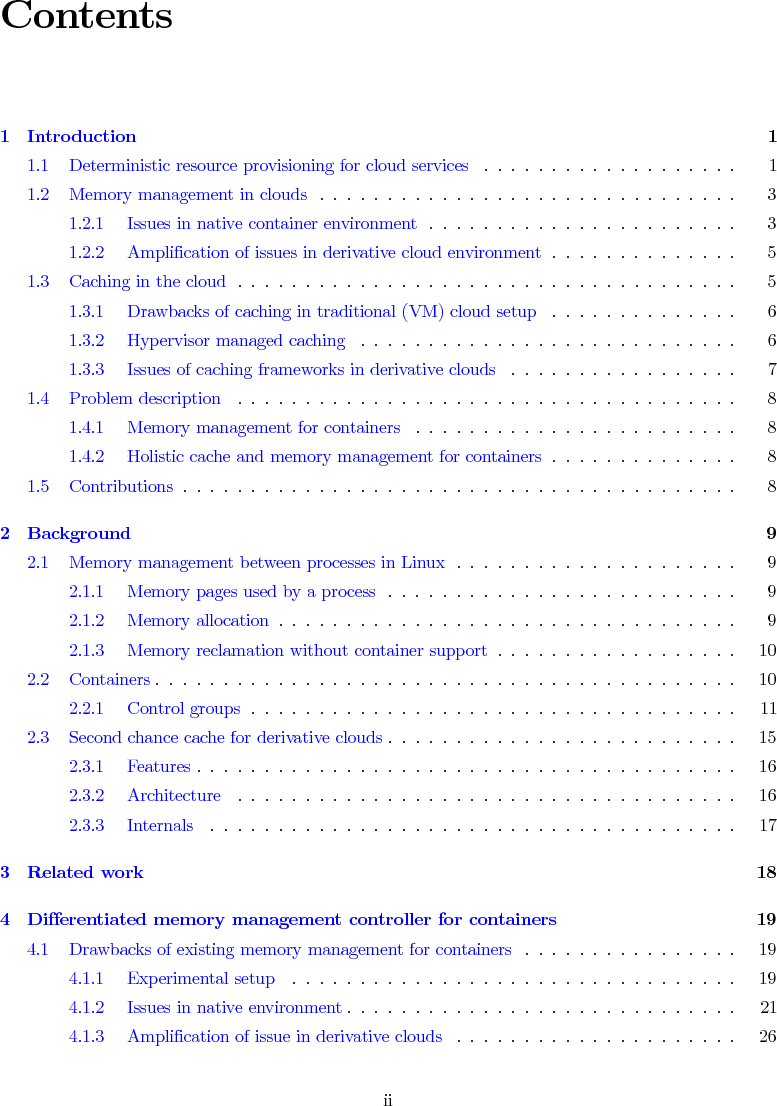 Contents
1 Introduction 1
1.1 Deterministic resource provisioning for cloud services . . . . . . . . . . . . . . . . . . . 1
1.2 Memory management in clouds . . . . . . . . . . . . . . . . . . . . . . . . . . . . . . . 3
1.2.1 Issues in native container environment . . . . . . . . . . . . . . . . . . . . . . . 3
1.2.2 Amplification of issues in derivative cloud environment . . . . . . . . . . . . . . 5
1.3 Caching in the cloud . . . . . . . . . . . . . . . . . . . . . . . . . . . . . . . . . . . . . 5
1.3.1 Drawbacks of caching in traditional (VM) cloud setup . . . . . . . . . . . . . . 6
1.3.2 Hypervisor managed caching . . . . . . . . . . . . . . . . . . . . . . . . . . . . 6
1.3.3 Issues of caching frameworks in derivative clouds . . . . . . . . . . . . . . . . . 7
1.4 Problem description . . . . . . . . . . . . . . . . . . . . . . . . . . . . . . . . . . . . . 8
1.4.1 Memory management for containers . . . . . . . . . . . . . . . . . . . . . . . . 8
1.4.2 Holistic cache and memory management for containers . . . . . . . . . . . . . . 8
1.5 Contributions . . . . . . . . . . . . . . . . . . . . . . . . . . . . . . . . . . . . . . . . . 8
2 Background 9
2.1 Memory management between processes in Linux . . . . . . . . . . . . . . . . . . . . . 9
2.1.1 Memory pages used by a process . . . . . . . . . . . . . . . . . . . . . . . . . . 9
2.1.2 Memory allocation . . . . . . . . . . . . . . . . . . . . . . . . . . . . . . . . . . 9
2.1.3 Memory reclamation without container support . . . . . . . . . . . . . . . . . . 10
2.2 Containers . . . . . . . . . . . . . . . . . . . . . . . . . . . . . . . . . . . . . . . . . . . 10
2.2.1 Control groups . . . . . . . . . . . . . . . . . . . . . . . . . . . . . . . . . . . . 11
2.3 Second chance cache for derivative clouds . . . . . . . . . . . . . . . . . . . . . . . . . . 15
2.3.1 Features . . . . . . . . . . . . . . . . . . . . . . . . . . . . . . . . . . . . . . . . 16
2.3.2 Architecture . . . . . . . . . . . . . . . . . . . . . . . . . . . . . . . . . . . . . 16
2.3.3 Internals . . . . . . . . . . . . . . . . . . . . . . . . . . . . . . . . . . . . . . . 17
3 Related work 18
4 Differentiated memory management controller for containers 19
4.1 Drawbacks of existing memory management for containers . . . . . . . . . . . . . . . . 19
4.1.1 Experimental setup . . . . . . . . . . . . . . . . . . . . . . . . . . . . . . . . . 19
4.1.2 Issues in native environment . . . . . . . . . . . . . . . . . . . . . . . . . . . . . 21
4.1.3 Amplification of issue in derivative clouds . . . . . . . . . . . . . . . . . . . . . 26
ii